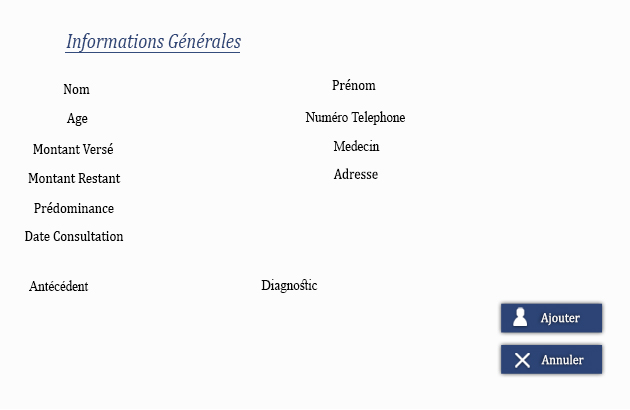 Informations Générales
Nom
Prénom
Age
Numéro Telephone
Montant Versé
Medecin
Montant Restant
Adresse
Prédominance
Date Consultation
Antécédent
Diagnostic
Ajouter
Annuler